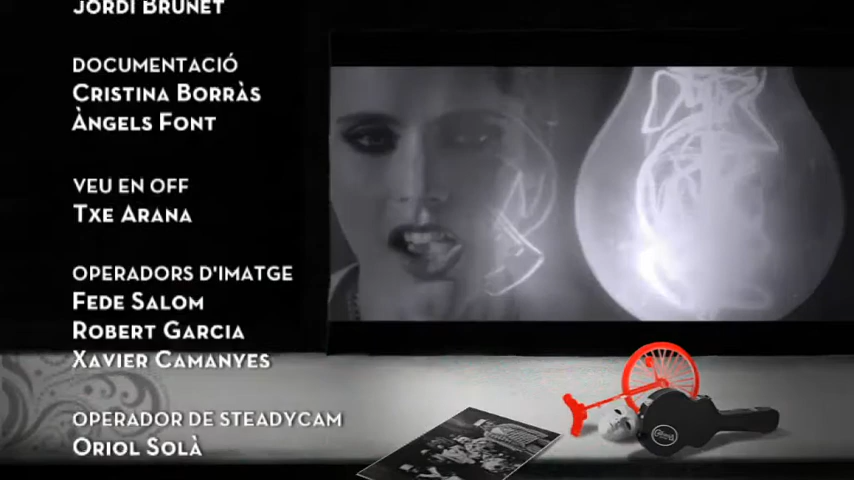 JORDI BRUNET
DOCUMENTACIÓ
CRISTINA BORRÀS
ÀNGELS FONT
VEU EN OFF
TXE ARANA
OPERADORS D'IMATGE
FEDE SALOM
ROBERT GARCIA
XAVIER CAMANYES
OPERADOR DE STEADYCAM
ORIOL SOLÀ